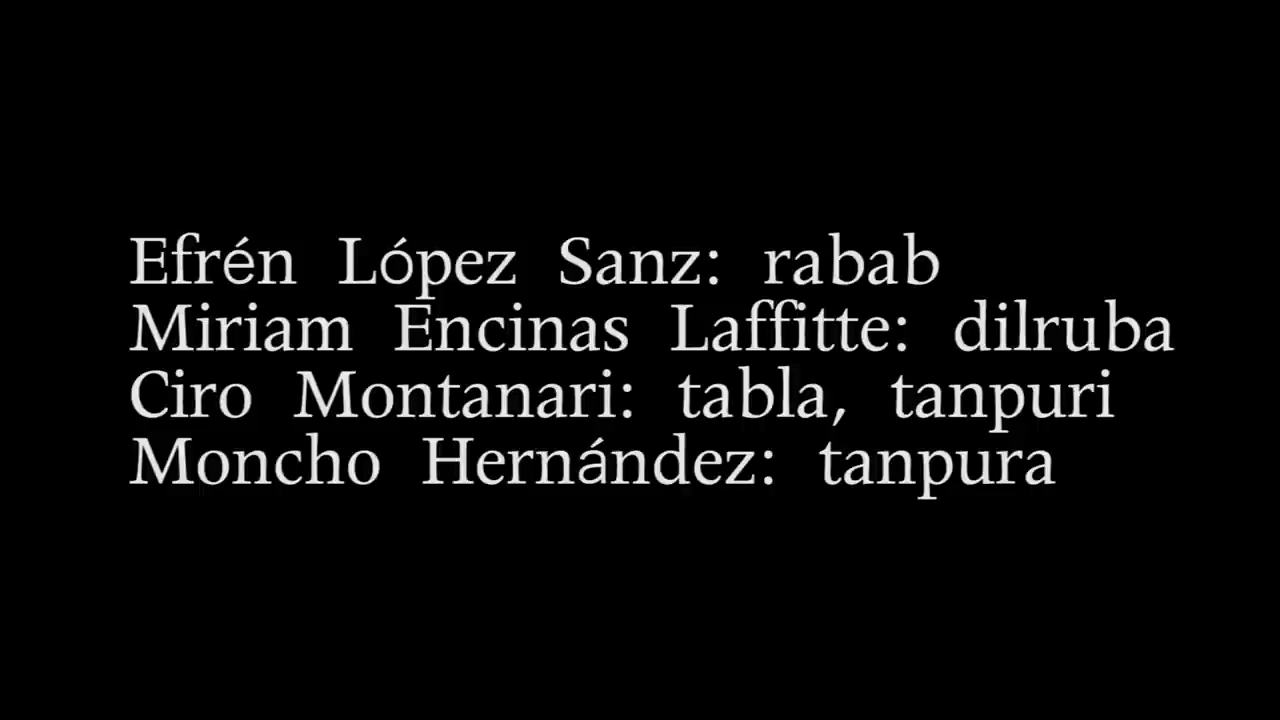 Efrén López Sanz: rabab
Miriam Encinas Laffitte: dilruba
Ciro Montanari: tabla, tanpuri
Moncho Hernández: tanpura